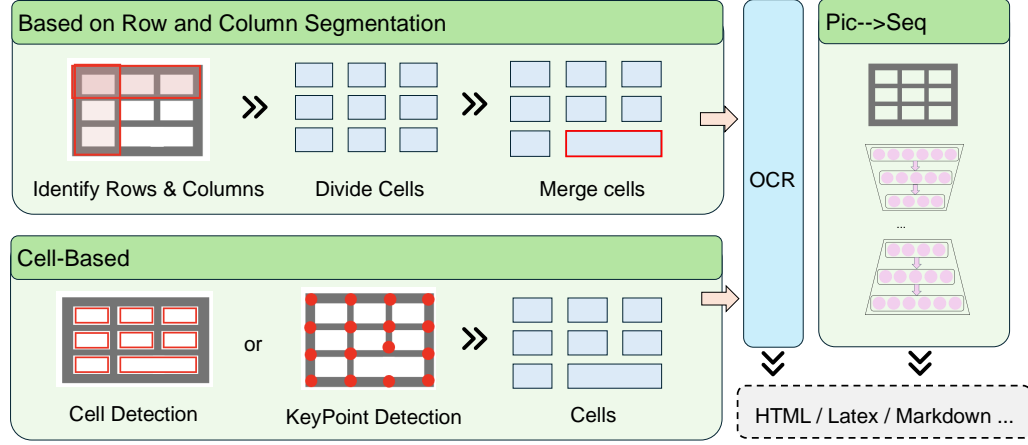 Based on Row and Column Segmentation
Identify Rows & Columns
Divide Cells
Merge cells
Cell-Based
or
Cell Detection
KeyPoint Detection
Cells
OCR
Pic-->Seq
...
HTML / Latex / Markdown ...